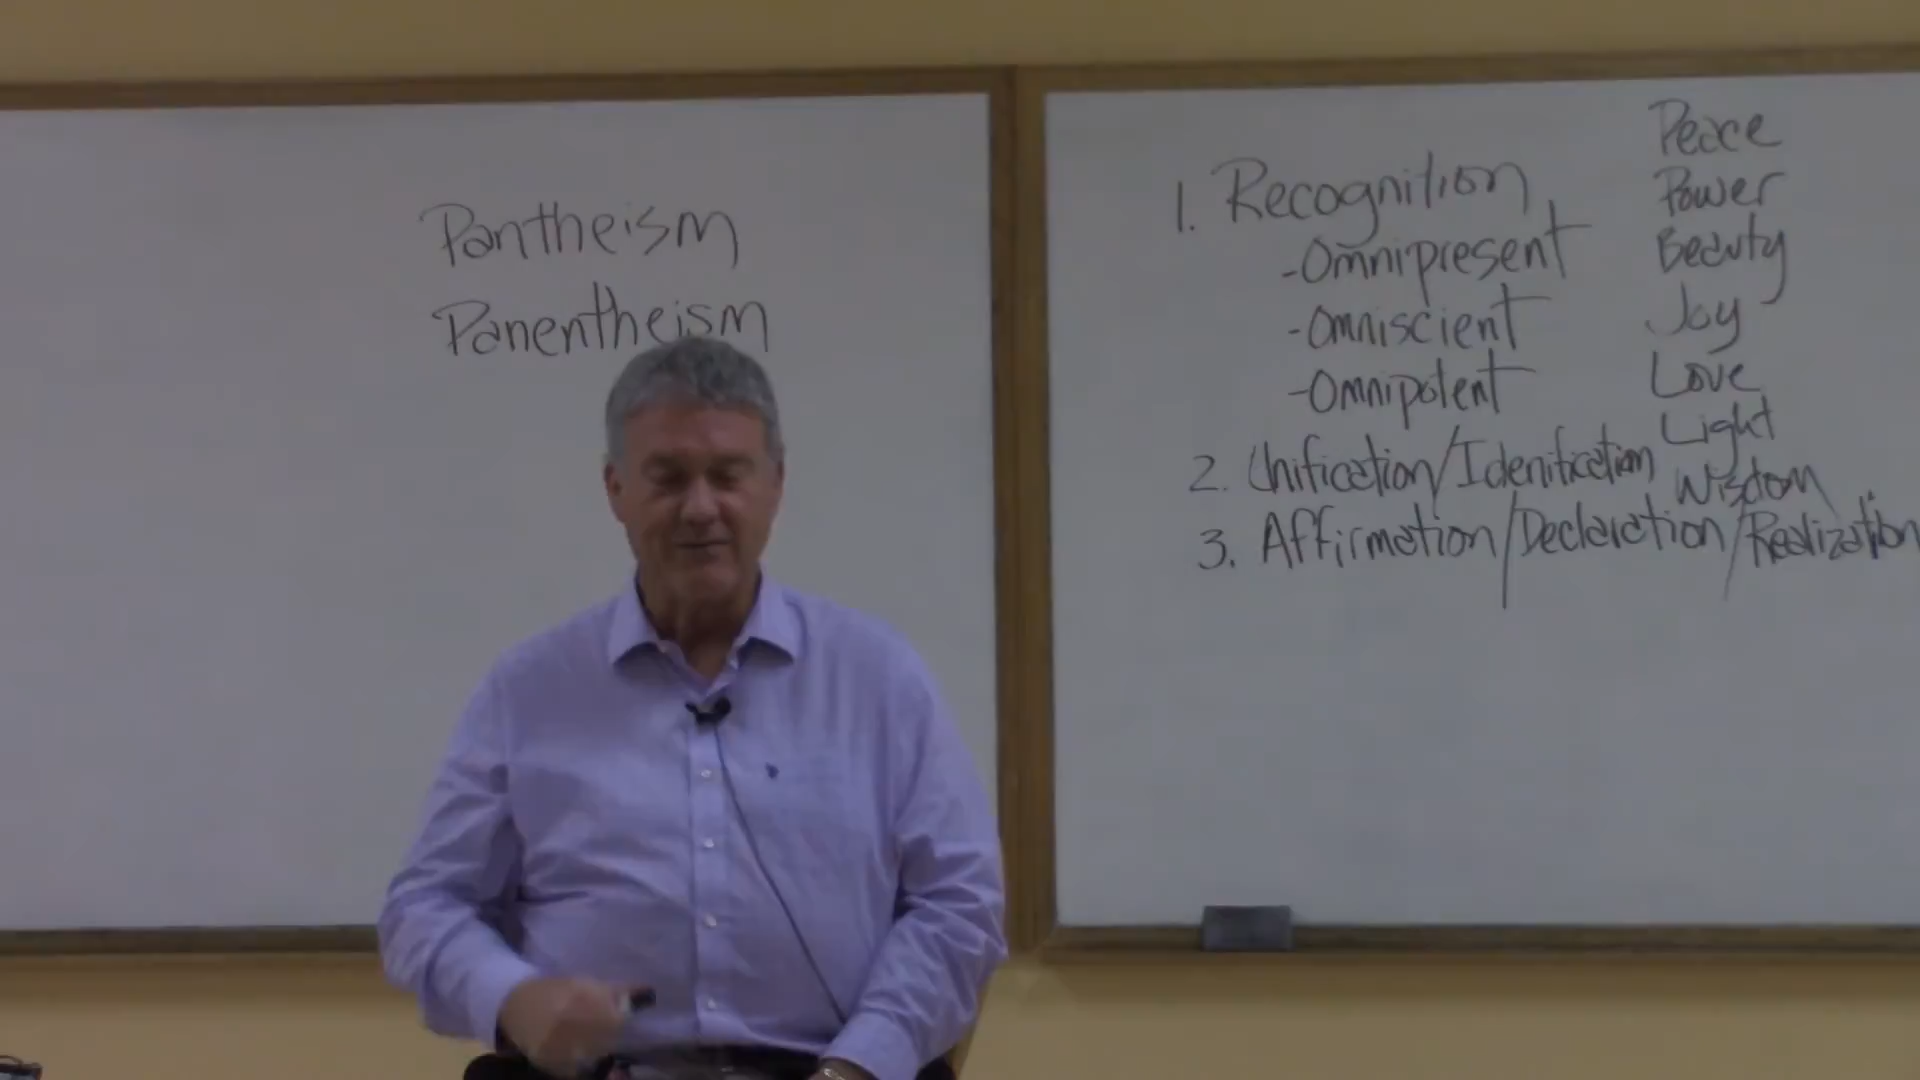 Pantheism
Panentheism
1. Recognition
-Omnipresent
-Omniscient
-Omnipotent
2. Unification/Idenification
3. Affirmation/Declaration/Realization
Peace
Power
Beauty
Joy
Love
Light
Wisdom